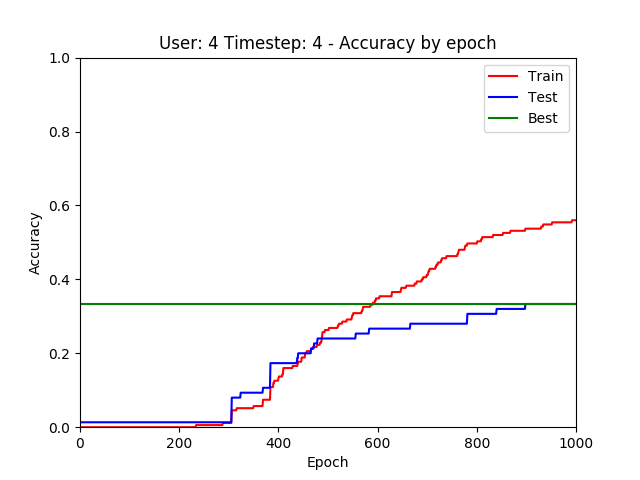 User: 4 Timestep: 4 - Accuracy by epoch
1.0
0.8
0.6
0.4
0.2
0.0
Accuracy
Train
Test
Best
0 200 400 600 800 1000
Epoch